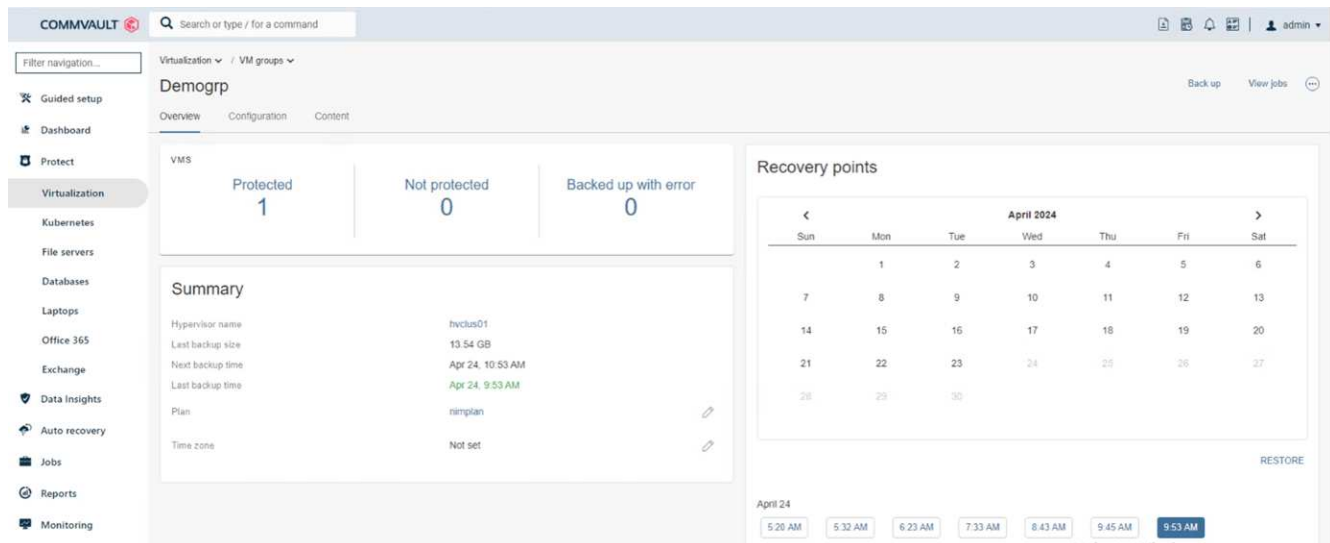 COMMVAULT
Search or type / for a command
admin
Filter navigation...
Guided setup
Dashboard
Protect
Virtualization
Kubernetes
File servers
Databases
Laptops
Office 365
Exchange
Data Insights
Auto recovery
Jobs
Reports
Monitoring
Virtualization / VM groups
Demogrp
Back up View jobs
Overview Configuration Content
VMS
Protected Not protected Backed up with error
1 0 0
Summary
Hypervisor name hvclus01
Last backup size 13.54 GB
Next backup time Apr 24, 10:53 AM
Last backup time Apr 24, 9:53 AM
Plan nimplan
Time zone Not set
Recovery points
< April 2024 >
Sun Mon Tue Wed Thu Fri Sat
1 2 3 4 5 6
7 8 9 10 11 12 13
14 15 16 17 18 19 20
21 22 23 24 25 26 27
28 29 30
RESTORE
April 24
5:20 AM 5:32 AM 6:23 AM 7:33 AM 8:43 AM 9:45 AM 9:53 AM